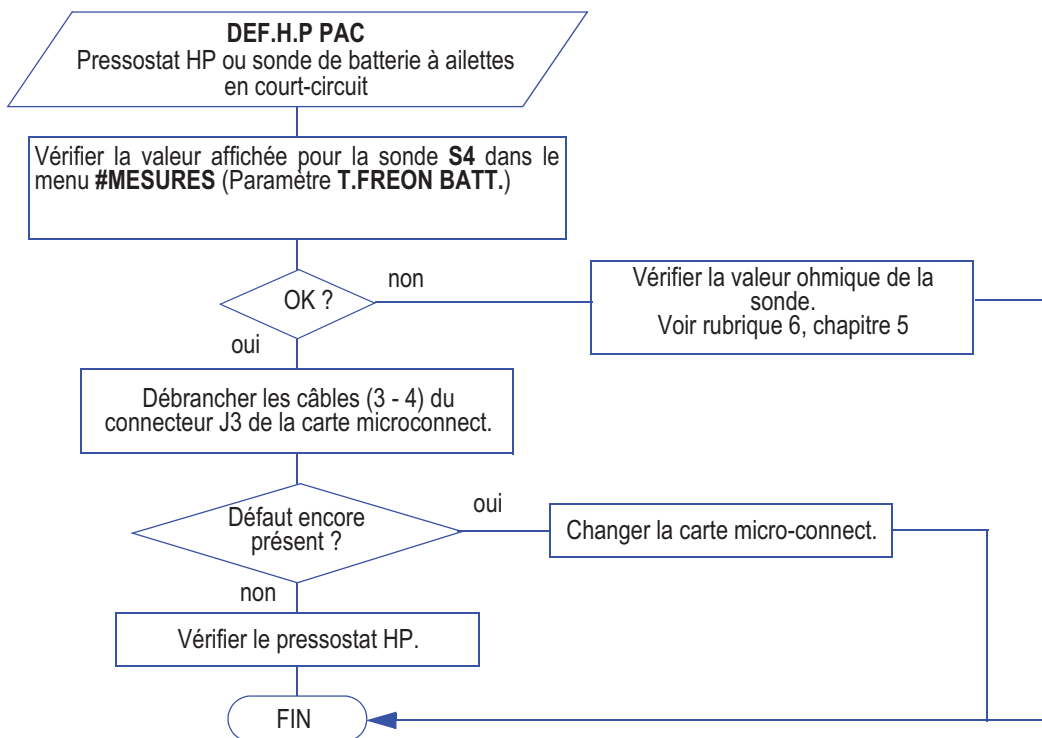 DEF.H.P PAC
Pressostat HP ou sonde de batterie à ailettes
en court-circuit
Vérifier la valeur affichée pour la sonde S4 dans le
menu #MESURES (Paramètre T.FREON BATT.)
OK ?
non
Vérifier la valeur ohmique de la
sonde.
Voir rubrique 6, chapitre 5
oui
Débrancher les câbles (3 - 4) du
connecteur J3 de la carte microconnect.
Défaut encore
présent ?
oui
Changer la carte micro-connect.
non
Vérifier le pressostat HP.
FIN